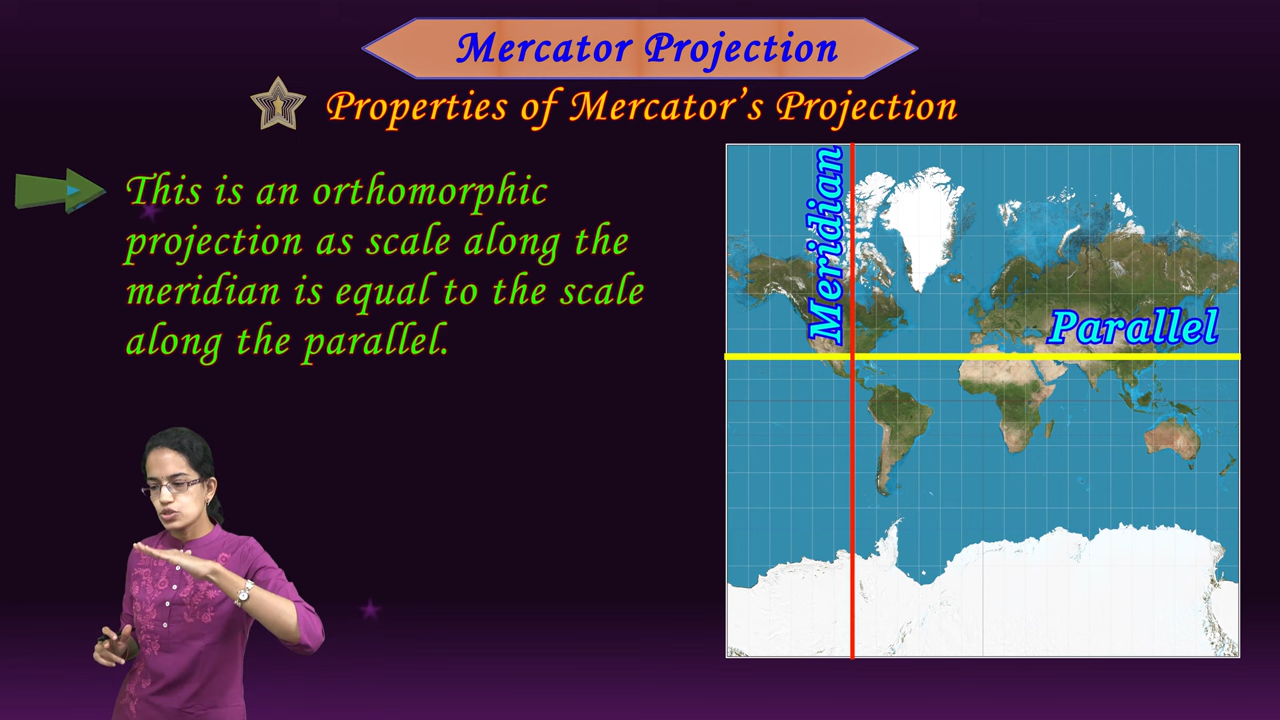 Mercator Projection
Properties of Mercator’s Projection
This is an orthomorphic
projection as scale along the
meridian is equal to the scale
along the parallel.
Meridian
Parallel